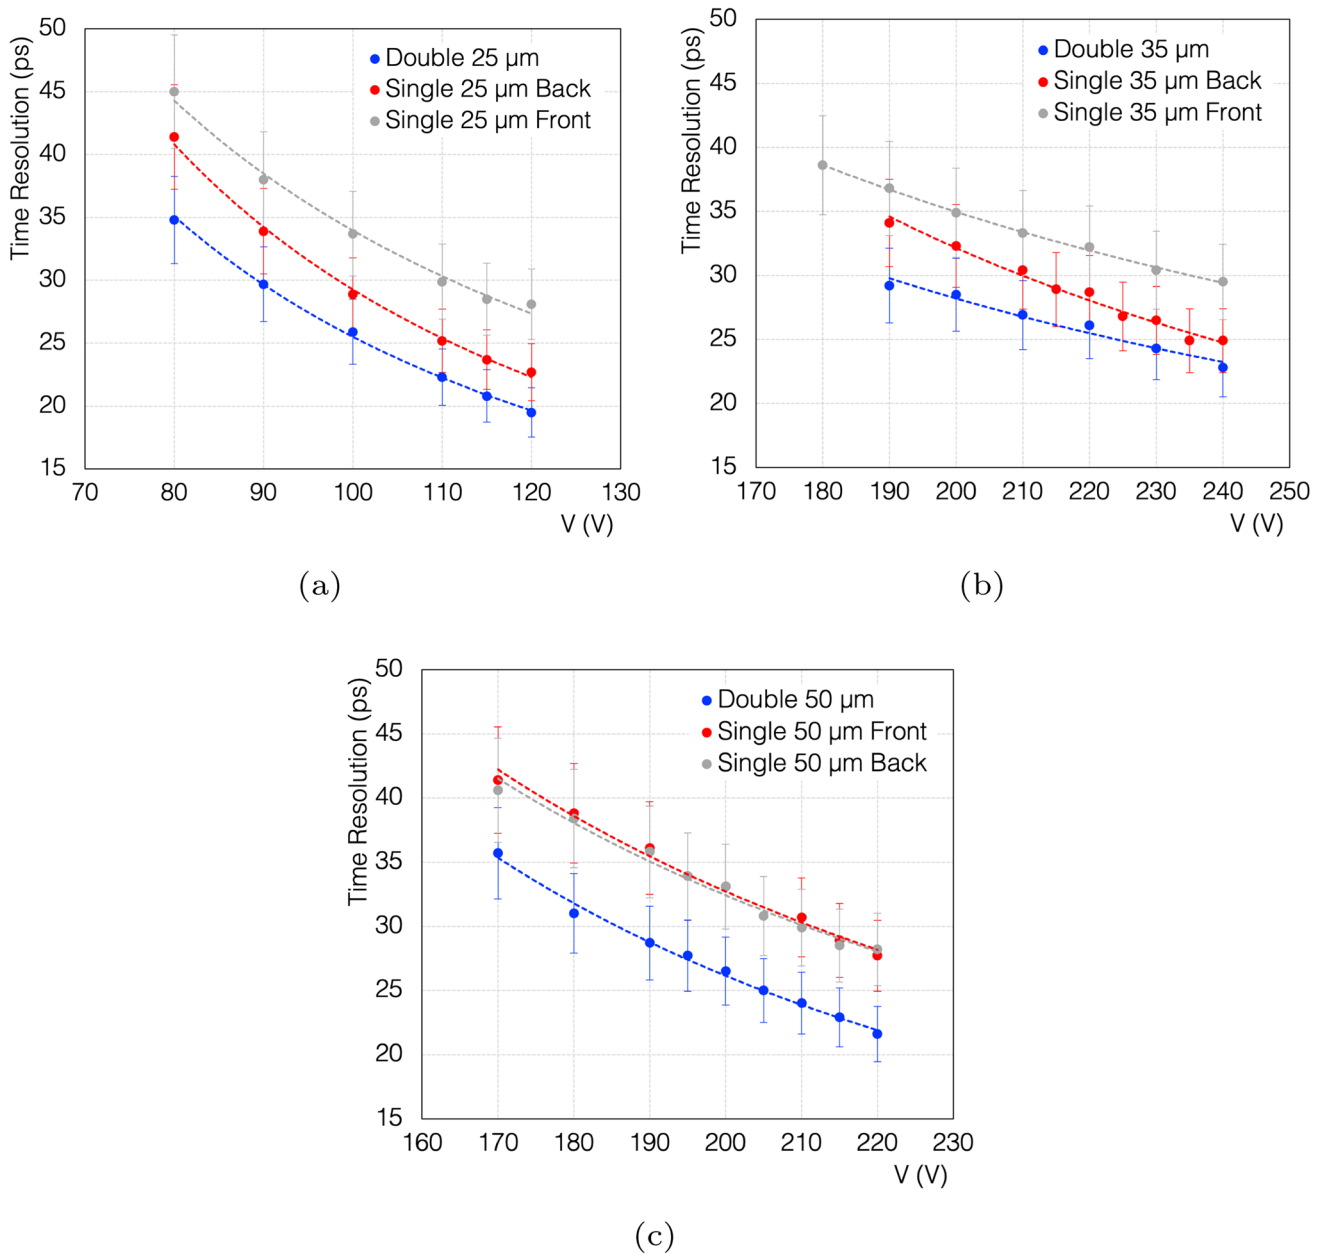 Time Resolution (ps)
50
45
40
35
30
25
20
15
70 80 90 100 110 120 130
V (V)
Double 25 µm
Single 25 µm Back
Single 25 µm Front
(a)
Time Resolution (ps)
50
45
40
35
30
25
20
15
170 180 190 200 210 220 230 240 250
V (V)
Double 35 µm
Single 35 µm Back
Single 35 µm Front
(b)
Time Resolution (ps)
50
45
40
35
30
25
20
15
160 170 180 190 200 210 220 230
V (V)
Double 50 µm
Single 50 µm Front
Single 50 µm Back
(c)